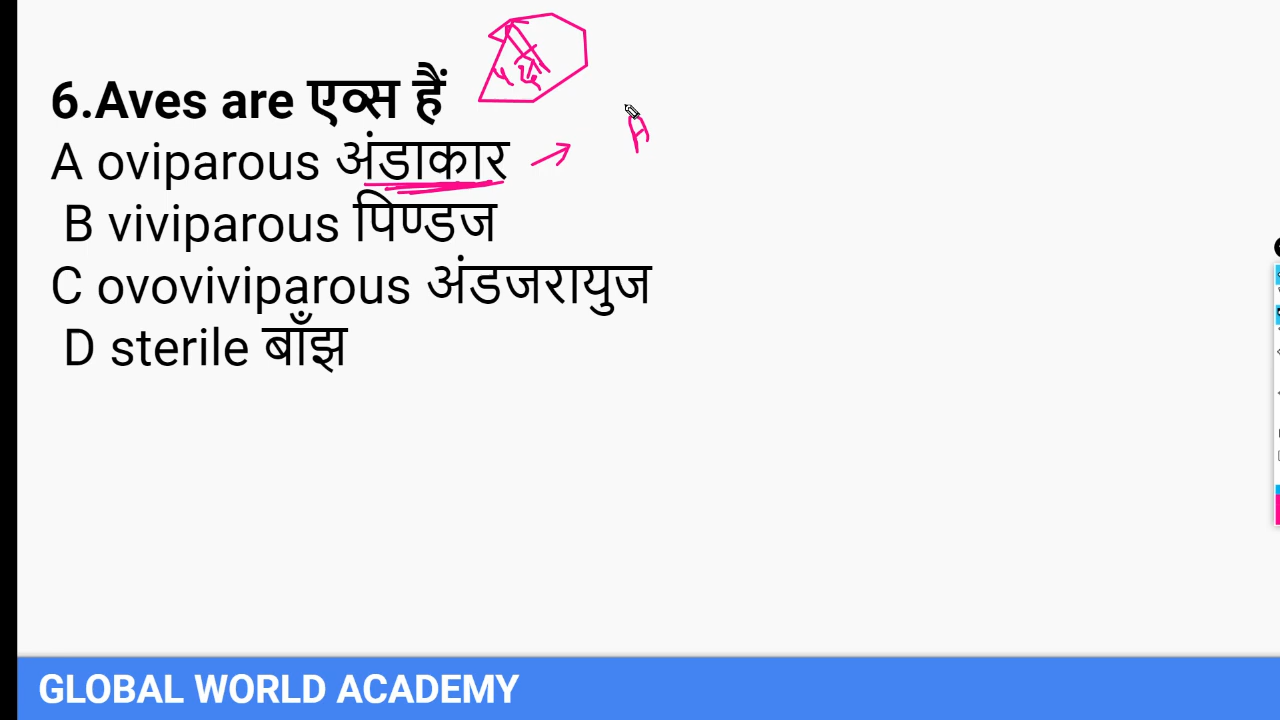 6.Aves are एव्स हैं
A oviparous अंडाकार
A
B viviparous पिण्डज
C ovoviviparous अंडजरायुज
D sterile बाँझ
GLOBAL WORLD ACADEMY